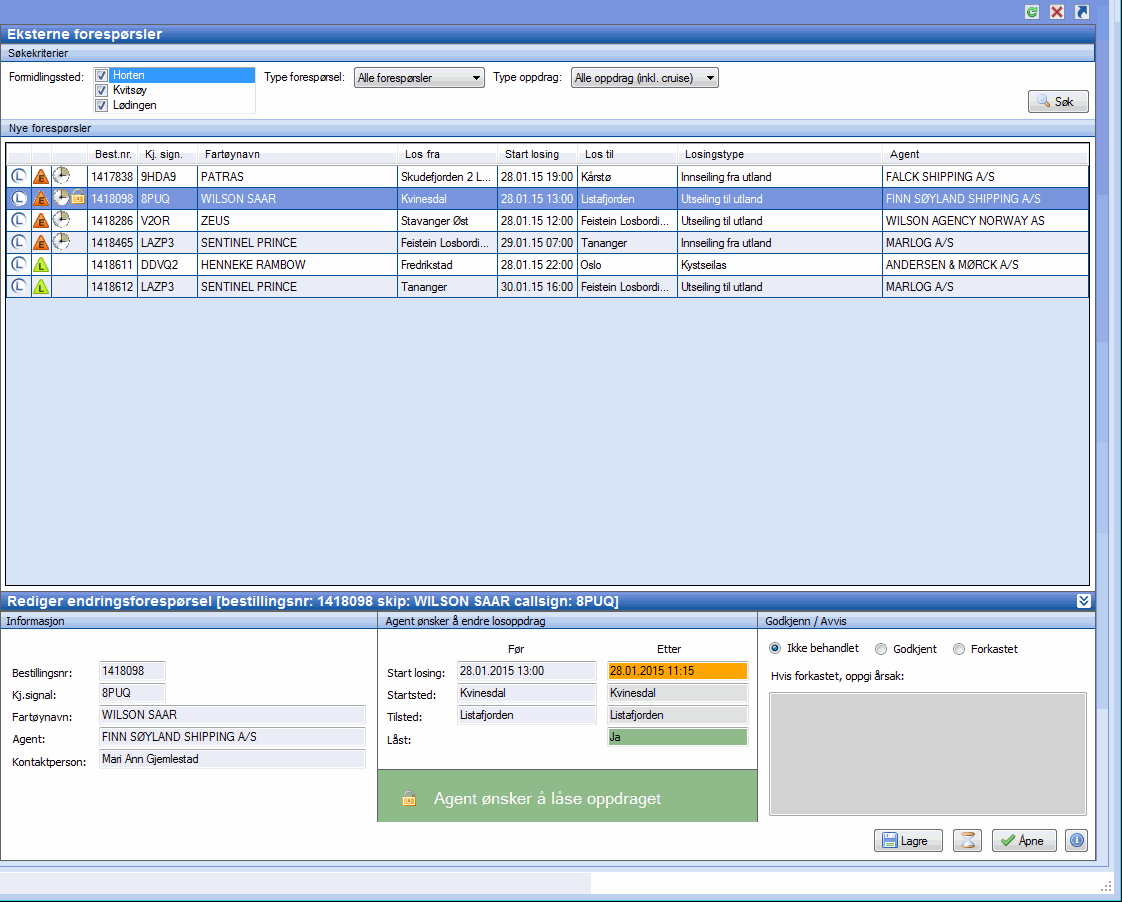 Eksterne forespørsler
Søkekriterier
Formidlingssted: Horten Type forespørsel: Alle forespørsler Type oppdrag: Alle oppdrag (inkl. cruise)
Kvitsøy
Lødingen
Søk
Nye forespørsler
Best.nr. Kj. sign. Fartøynavn Los fra Start losing Los til Losingstype Agent
L E 1417838 9HDA9 PATRAS Skudefjorden 2 L... 28.01.15 19:00 Kårstø Innseiling fra utland FALCK SHIPPING A/S
L E 1418098 8PUQ WILSON SAAR Kvinesdal 28.01.15 13:00 Listafjorden Utseiling til utland FINN SØYLAND SHIPPING A/S
L E 1418286 V2OR ZEUS Stavanger Øst 28.01.15 12:00 Feistein Losbordi... Utseiling til utland WILSON AGENCY NORWAY AS
L E 1418465 LAZP3 SENTINEL PRINCE Feistein Losbordi... 29.01.15 07:00 Tananger Innseiling fra utland MARLOG A/S
L L 1418611 DDVQ2 HENNEKE RAMBOW Fredrikstad 28.01.15 22:00 Oslo Kystseilas ANDERSEN & MØRCK A/S
L L 1418612 LAZP3 SENTINEL PRINCE Tananger 30.01.15 16:00 Feistein Losbordi... Utseiling til utland MARLOG A/S
Rediger endringsforespørsel [bestillingsnr: 1418098 skip: WILSON SAAR callsign: 8PUQ]
Informasjon
Bestillingsnr: 1418098
Kj.signal: 8PUQ
Fartøynavn: WILSON SAAR
Agent: FINN SØYLAND SHIPPING A/S
Kontaktperson: Mari Ann Gjemlestad
Agent ønsker å endre losoppdrag
Før Etter
Start losing: 28.01.2015 13:00 28.01.2015 11:15
Startsted: Kvinesdal Kvinesdal
Tilsted: Listafjorden Listafjorden
Låst: Ja
Agent ønsker å låse oppdraget
Godkjenn / Avvis
Ikke behandlet Godkjent Forkastet
Hvis forkastet, oppgi årsak:
Lagre Åpne